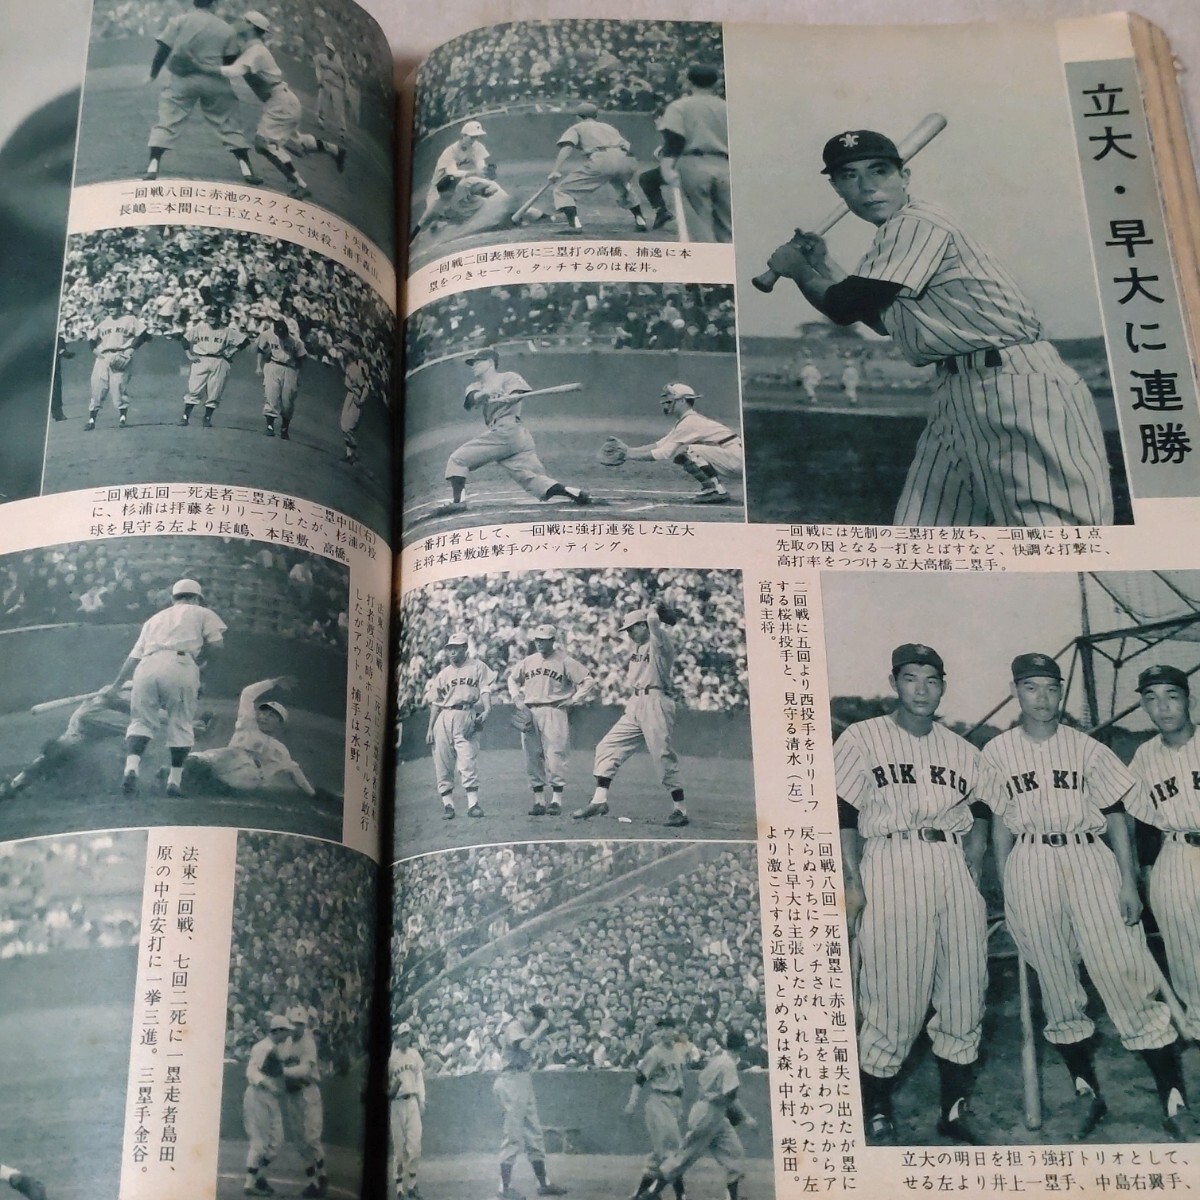 立大・早大に連勝
一回戦には先制の三塁打を放ち、二回戦にも1点
先取の因となる一打をとばすなど、快調な打撃に、
高打率をつづける立大高橋二塁手。
一回戦二回表無死に三塁打の高橋、捕逸に本
塁をつきセーフ。タッチするのは桜井。
一番打者として、一回戦に強打連発した立大
主将本屋敷遊撃手のバッティング。
二回戦に五回より西投手をリリーフ
する桜井投手と、見守る清水(左)
宮崎主将。
一回戦八回一死満塁に赤池二匍失に出たが塁に
戻らぬうちにタッチされ、塁をまわつたからア
ウトと早大は主張したがいれられなかつた。左
より激こうする近藤、とめるは森、中村、柴田。
立大の明日を担う強打トリオとして、
せる左より井上一塁手、中島右翼手、
RIKKIO
RIKKIO
WASEDA
WASEDA
一回戦八回に赤池のスクイズ・バント失敗に
長嶋三本間に仁王立となつて挟殺、捕手森山。
二回戦五回一死走者三塁斉藤、二塁中山(右)
に、杉浦は拝藤をリリーフしたが、杉浦の投
球を見守る左より長嶋、本屋敷、高橋。
打者渡辺の時ホームスチールを敢行
したがアウト。捕手は水野。
法東二回戦、七回二死に一塁走者島田、
原の中前安打に一挙三進。三塁手金谷。